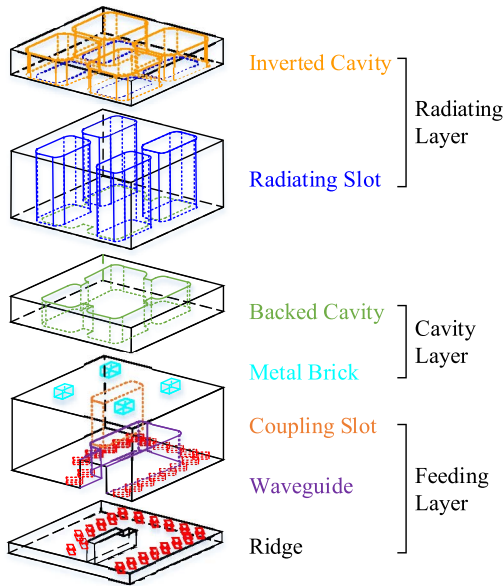 Inverted Cavity
Radiating
Layer
Radiating Slot
Backed Cavity
Cavity
Layer
Metal Brick
Coupling Slot
Waveguide
Feeding
Layer
Ridge